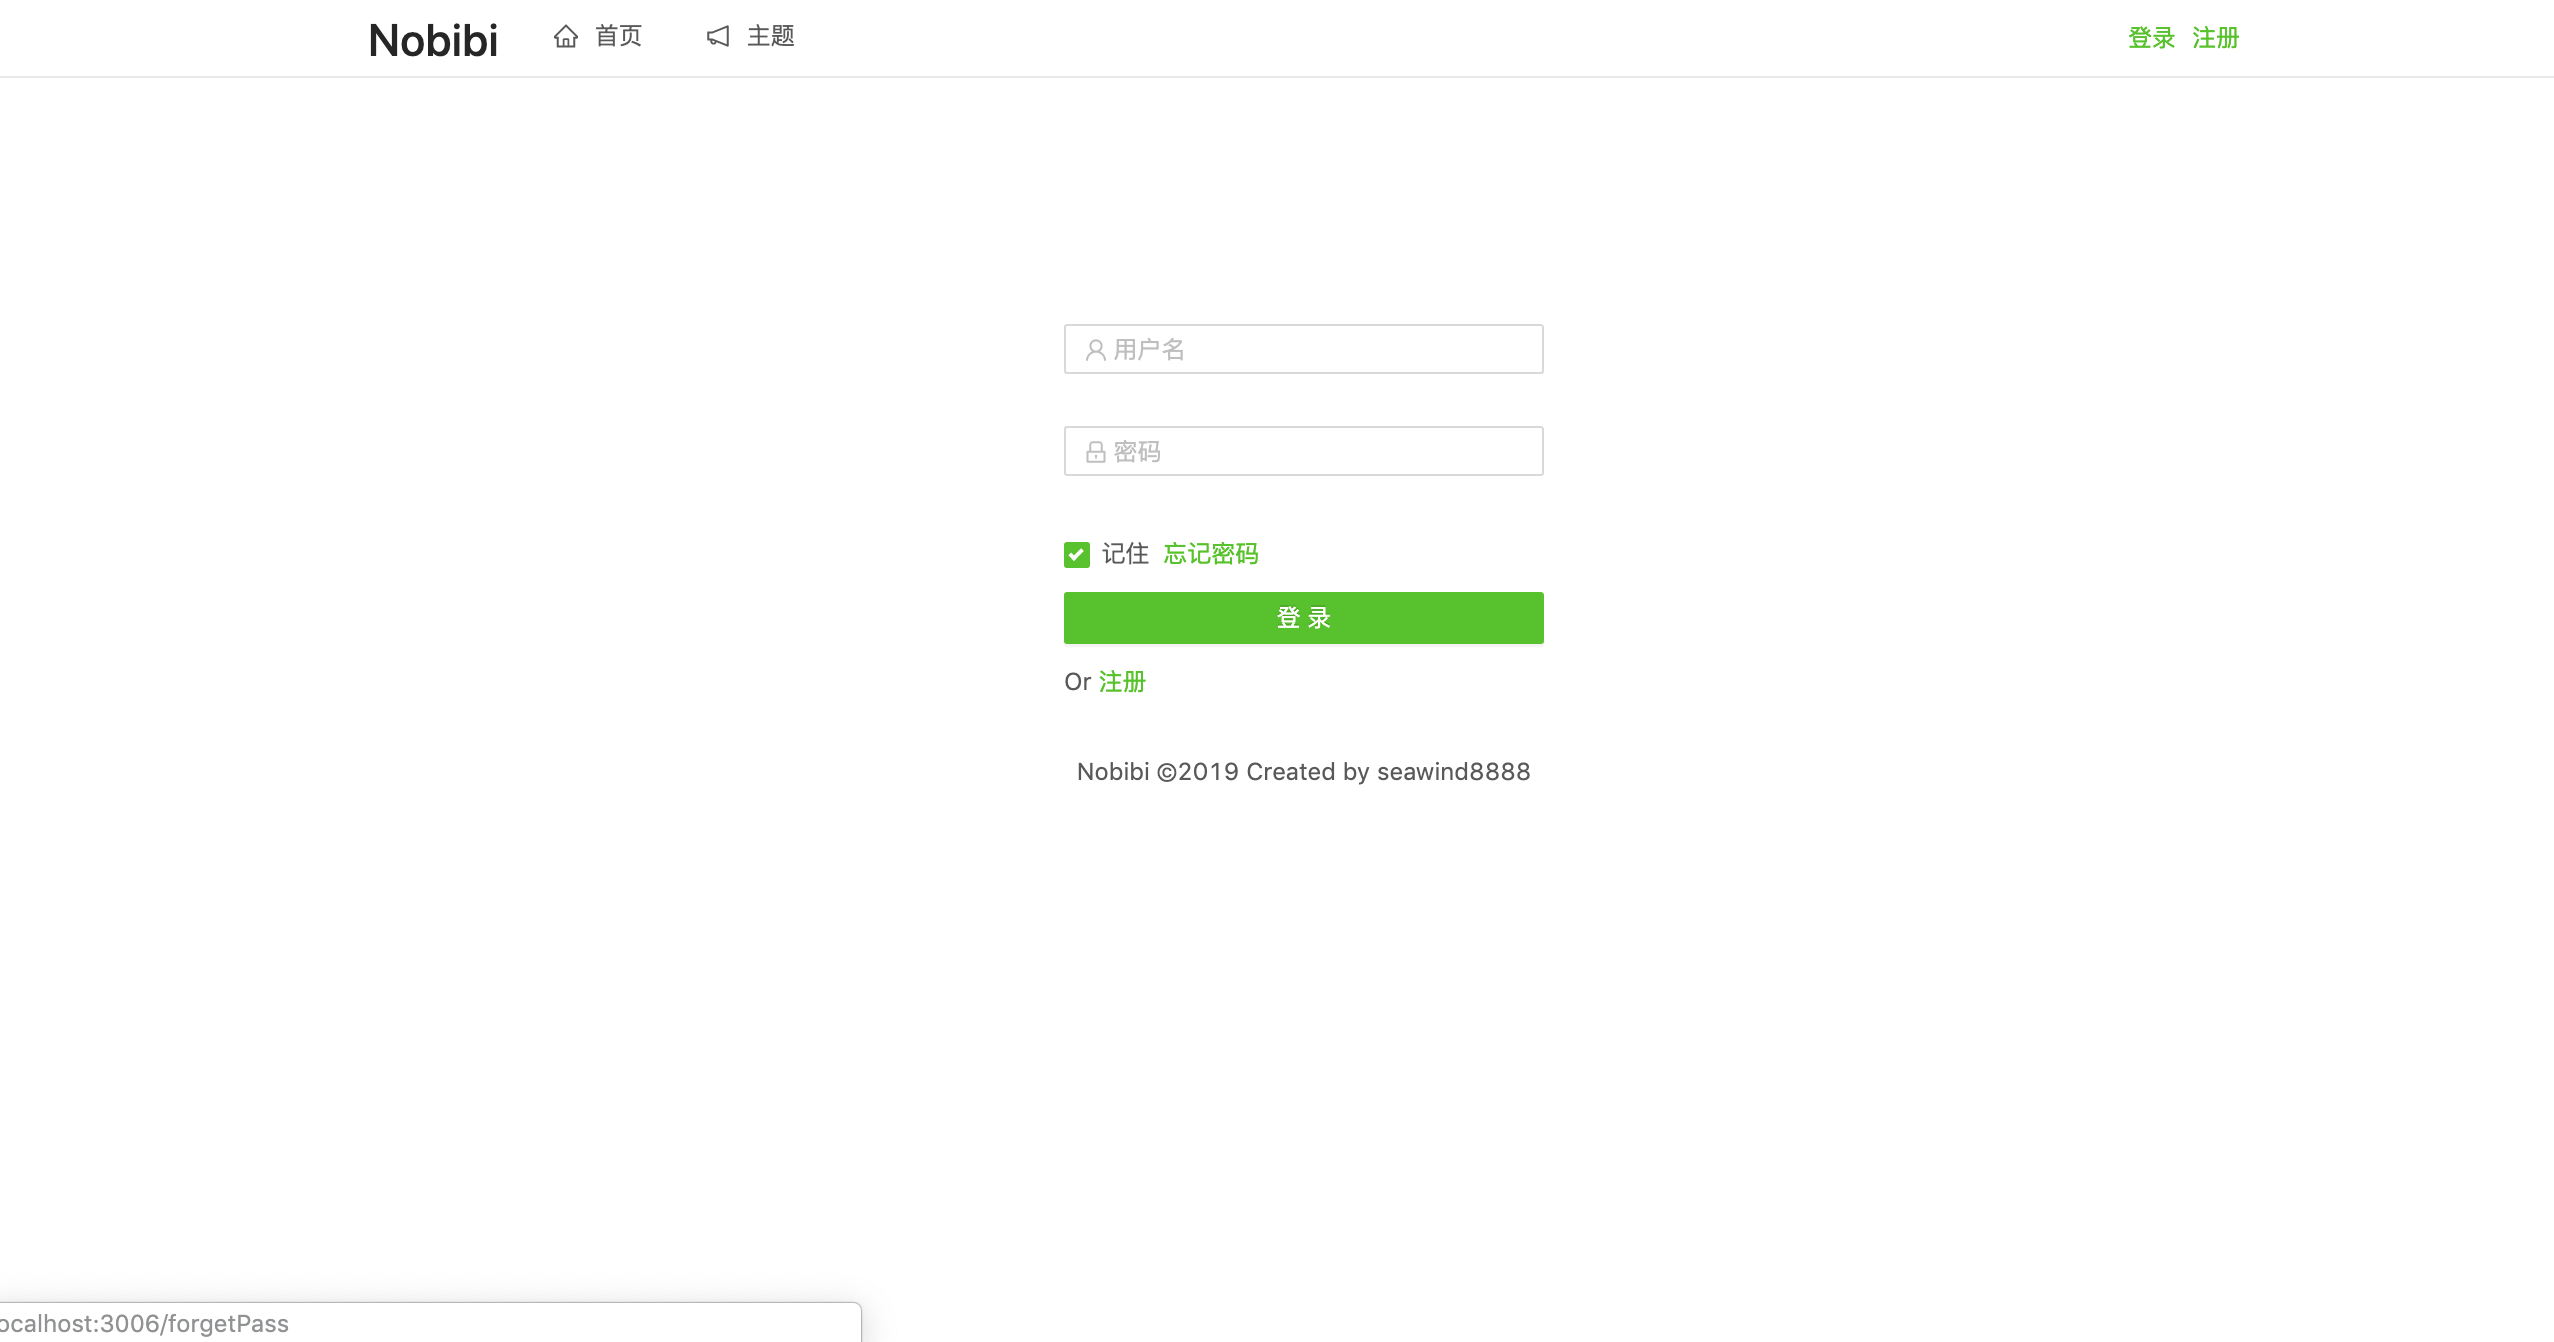 Nobibi 首页 主题 登录 注册
用户名
密码
记住 忘记密码
登 录
Or 注册
Nobibi ©2019 Created by seawind8888
ocalhost:3006/forgetPass